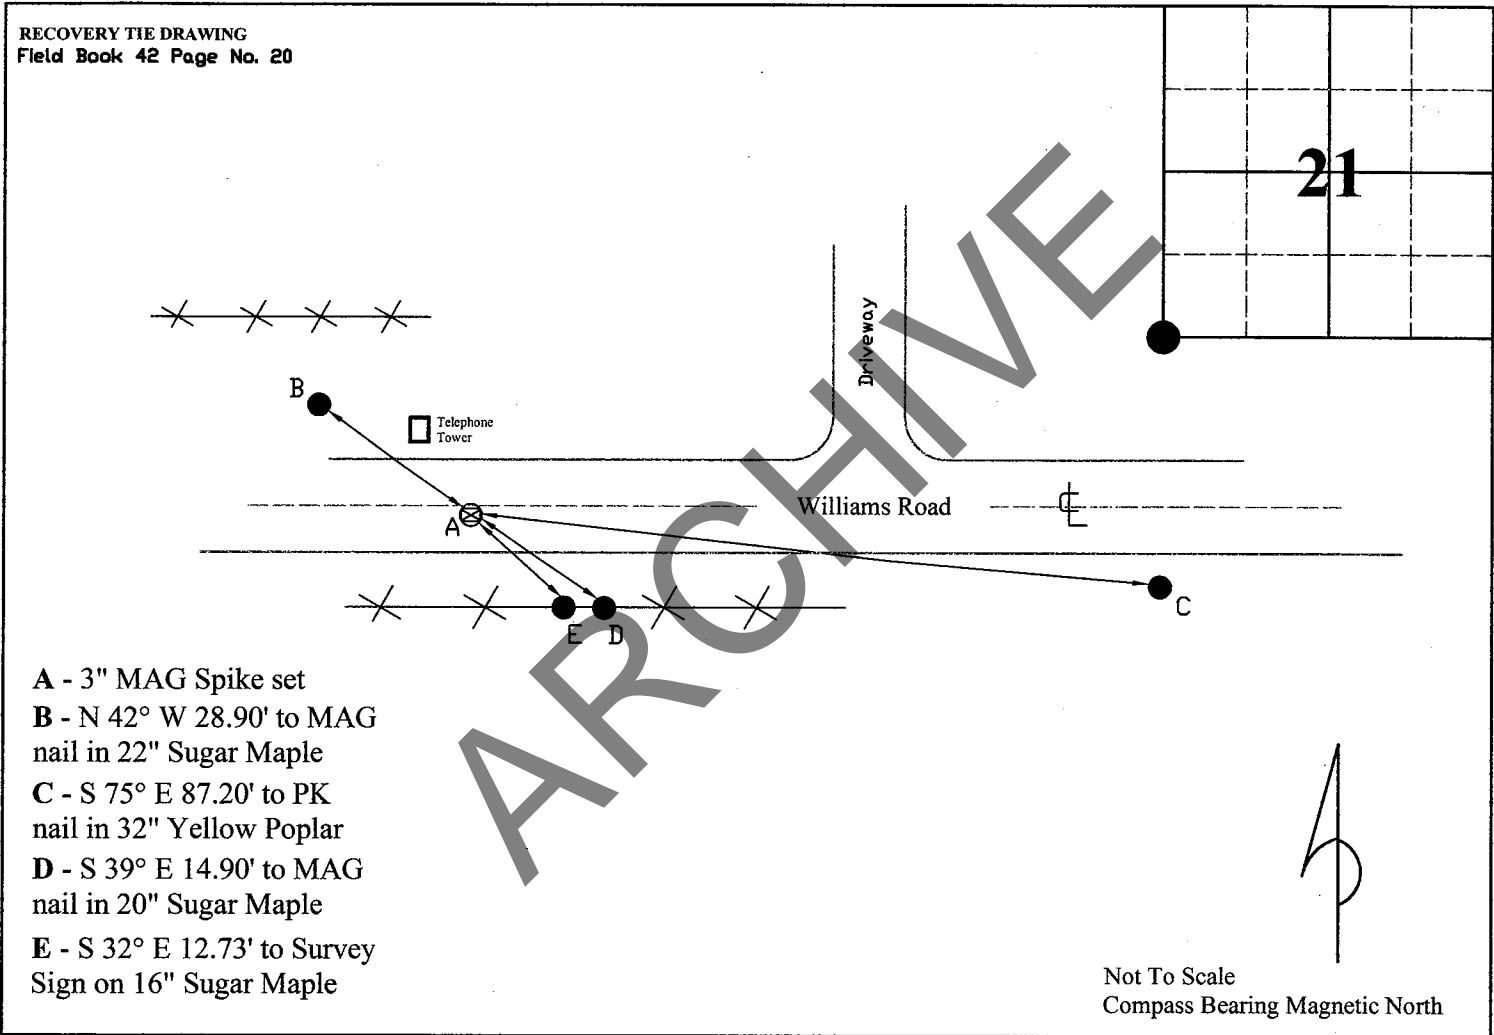 RECOVERY TIE DRAWING
Field Book 42 Page No. 20
21
Driveway
B
Telephone
Tower
Williams Road
℄
A
C
E D
A - 3" MAG Spike set
B - N 42° W 28.90' to MAG
nail in 22" Sugar Maple
C - S 75° E 87.20' to PK
nail in 32" Yellow Poplar
D - S 39° E 14.90' to MAG
nail in 20" Sugar Maple
E - S 32° E 12.73' to Survey
Sign on 16" Sugar Maple
Not To Scale
Compass Bearing Magnetic North
ARCHIVE